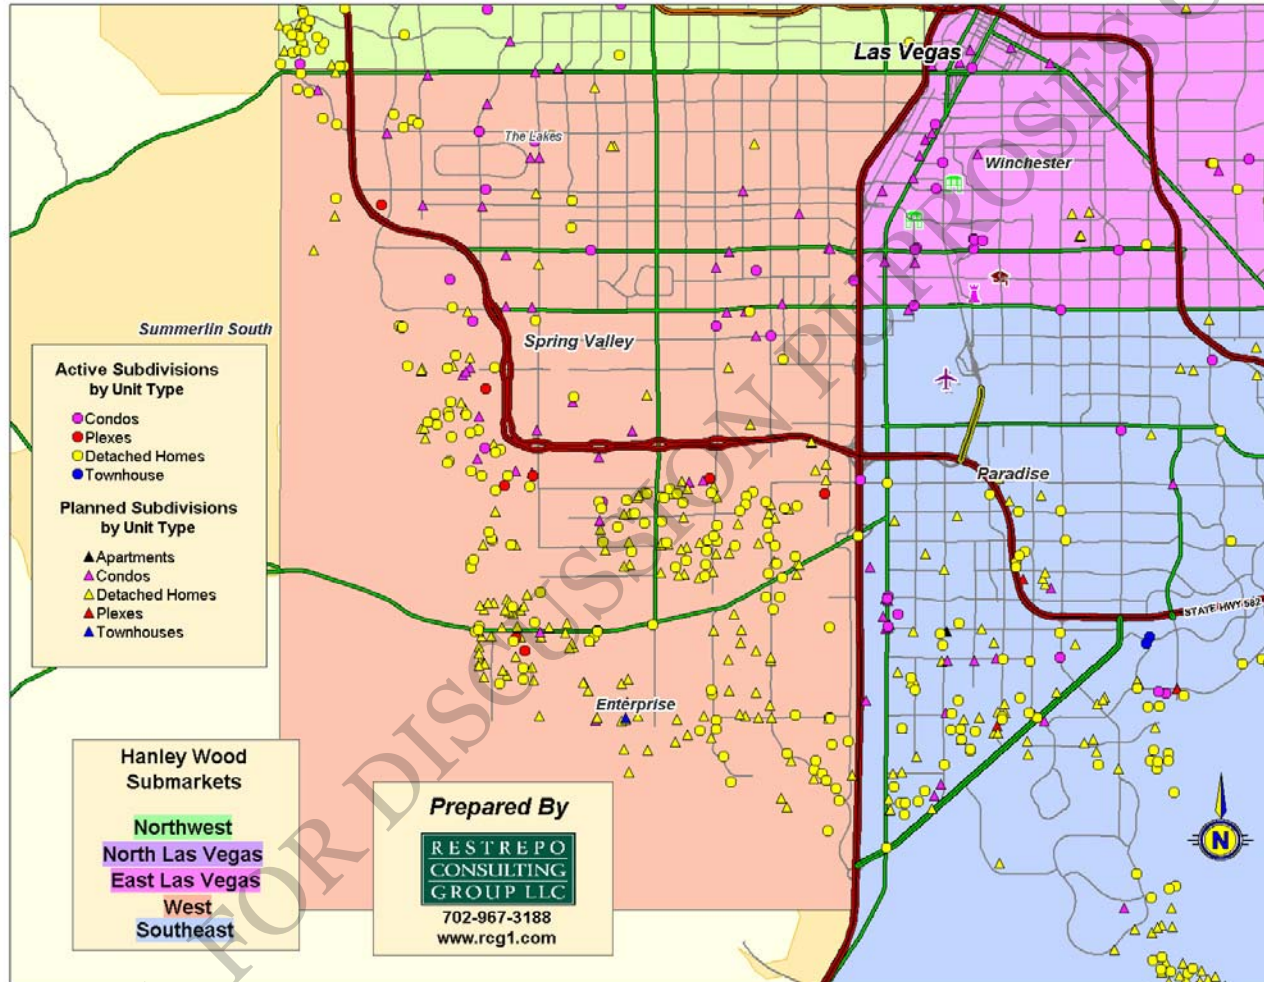 Las Vegas
The Lakes
Winchester
Summerlin South
Spring Valley
Active Subdivisions
by Unit Type
Condos
Plexes
Detached Homes
Townhouse
Planned Subdivisions
by Unit Type
Apartments
Condos
Detached Homes
Plexes
Townhouses
Paradise
STATE HWY 582
Enterprise
Hanley Wood
Submarkets
Northwest
North Las Vegas
East Las Vegas
West
Southeast
Prepared By
RESTREPO
CONSULTING
GROUP LLC
702-967-3188
www.rcg1.com
N
FOR DISCUSSION PUPROSES